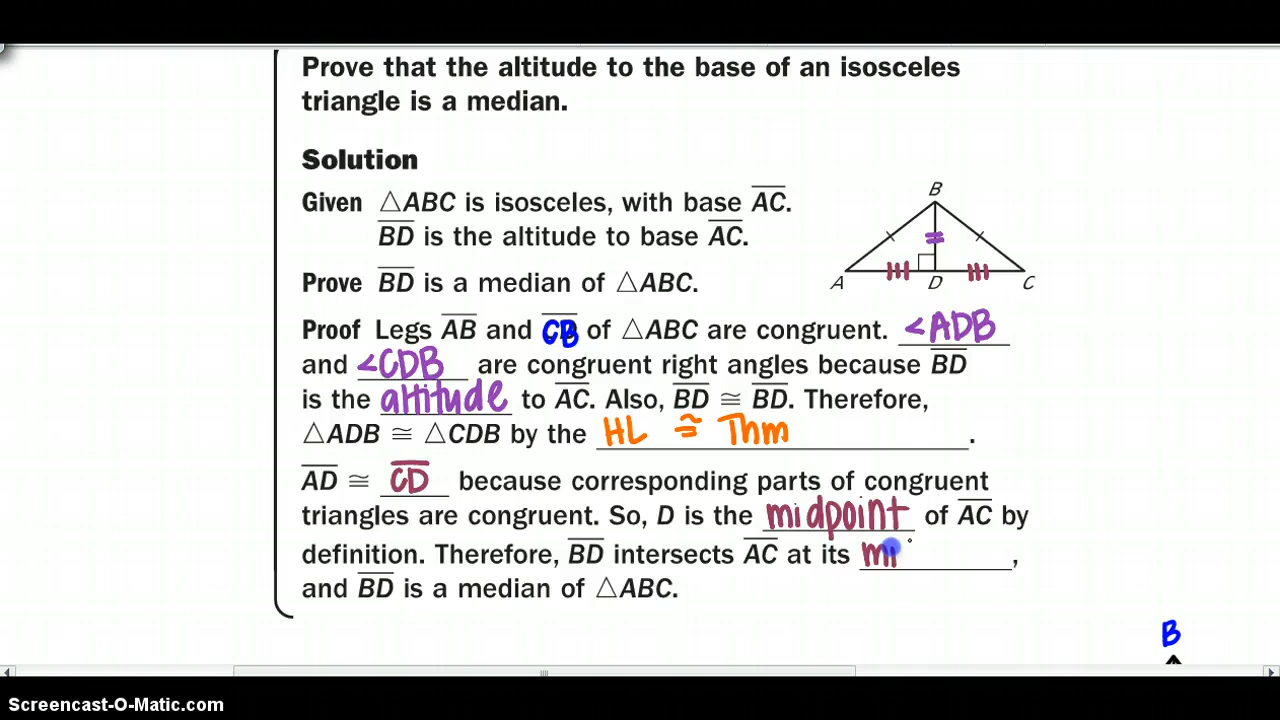 Prove that the altitude to the base of an isosceles
triangle is a median.
Solution
Given △ABC is isosceles, with base AC.
BD is the altitude to base AC.
Prove BD is a median of △ABC.
B
A
D
C
Proof Legs AB and CB of △ABC are congruent. <ADB
and <CDB are congruent right angles because BD
is the altitude to AC. Also, BD ≅ BD. Therefore,
△ADB ≅ △CDB by the HL ≅ Thm.
AD ≅ CD because corresponding parts of congruent
triangles are congruent. So, D is the midpoint of AC by
definition. Therefore, BD intersects AC at its mi,
and BD is a median of △ABC.
B
Screencast-O-Matic.com